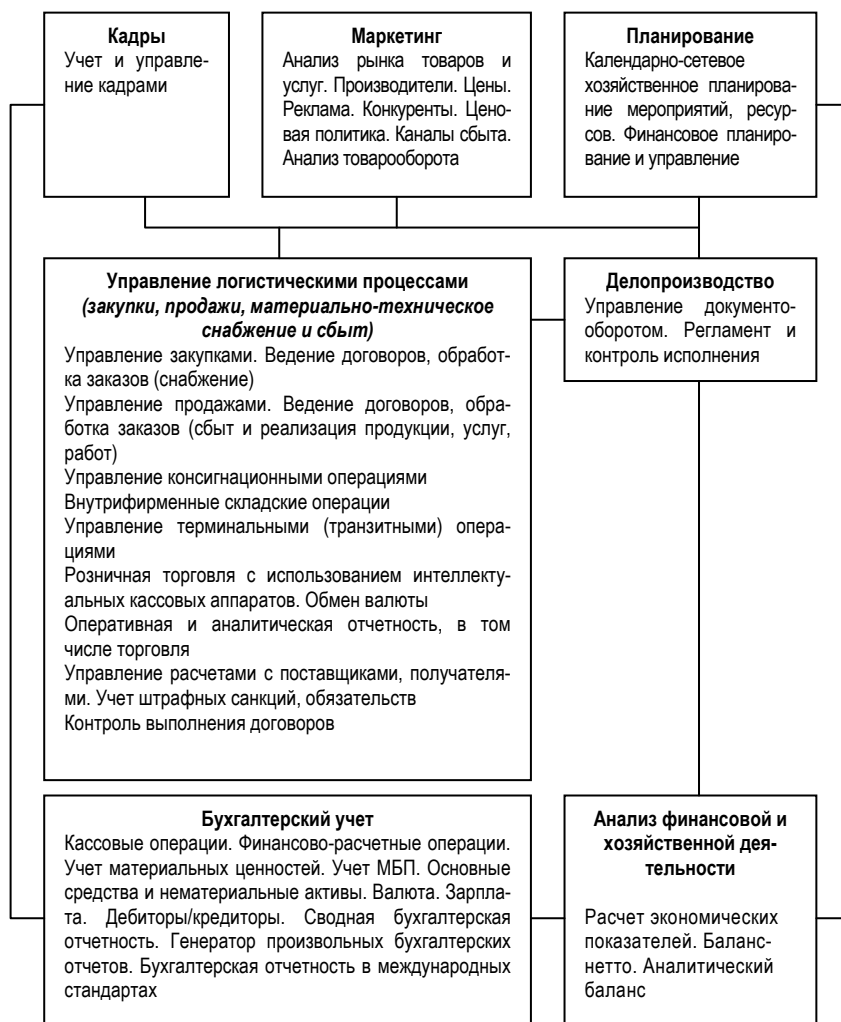 Кадры
Учет и управле-
ние кадрами
Маркетинг
Анализ рынка товаров и
услуг. Производители. Цены.
Реклама. Конкуренты. Цено-
вая политика. Каналы сбыта.
Анализ товарооборота
Планирование
Календарно-сетевое
хозяйственное планирова-
ние мероприятий, ресур-
сов. Финансовое планиро-
вание и управление
Управление логистическими процессами
(закупки, продажи, материально-техническое
снабжение и сбыт)
Управление закупками. Ведение договоров, обработ-
ка заказов (снабжение)
Управление продажами. Ведение договоров, обра-
ботка заказов (сбыт и реализация продукции, услуг,
работ)
Управление консигнационными операциями
Внутрифирменные складские операции
Управление терминальными (транзитными) опера-
циями
Розничная торговля с использованием интеллекту-
альных кассовых аппаратов. Обмен валюты
Оперативная и аналитическая отчетность, в том
числе торговля
Управление расчетами с поставщиками, получателя-
ми. Учет штрафных санкций, обязательств
Контроль выполнения договоров
Делопроизводство
Управление документо-
оборотом. Регламент и
контроль исполнения
Бухгалтерский учет
Кассовые операции. Финансово-расчетные операции.
Учет материальных ценностей. Учет МБП. Основные
средства и нематериальные активы. Валюта. Зарпла-
та. Дебиторы/кредиторы. Сводная бухгалтерская
отчетность. Генератор произвольных бухгалтерских
отчетов. Бухгалтерская отчетность в международных
стандартах
Анализ финансовой и
хозяйственной дея-
тельности
Расчет экономических
показателей. Баланс-
нетто. Аналитический
баланс